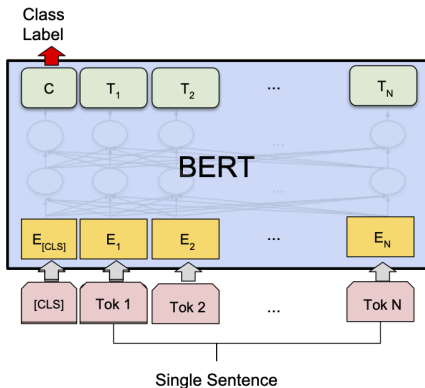 Class
Label
C T1 T2 ... TN
...
BERT
...
E[CLS] E1 E2 ... EN
[CLS] Tok 1 Tok 2 ... Tok N
Single Sentence